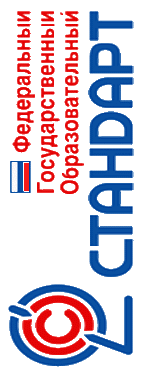 Федеральный
Государственный
Образовательный
СТАНДАРТ